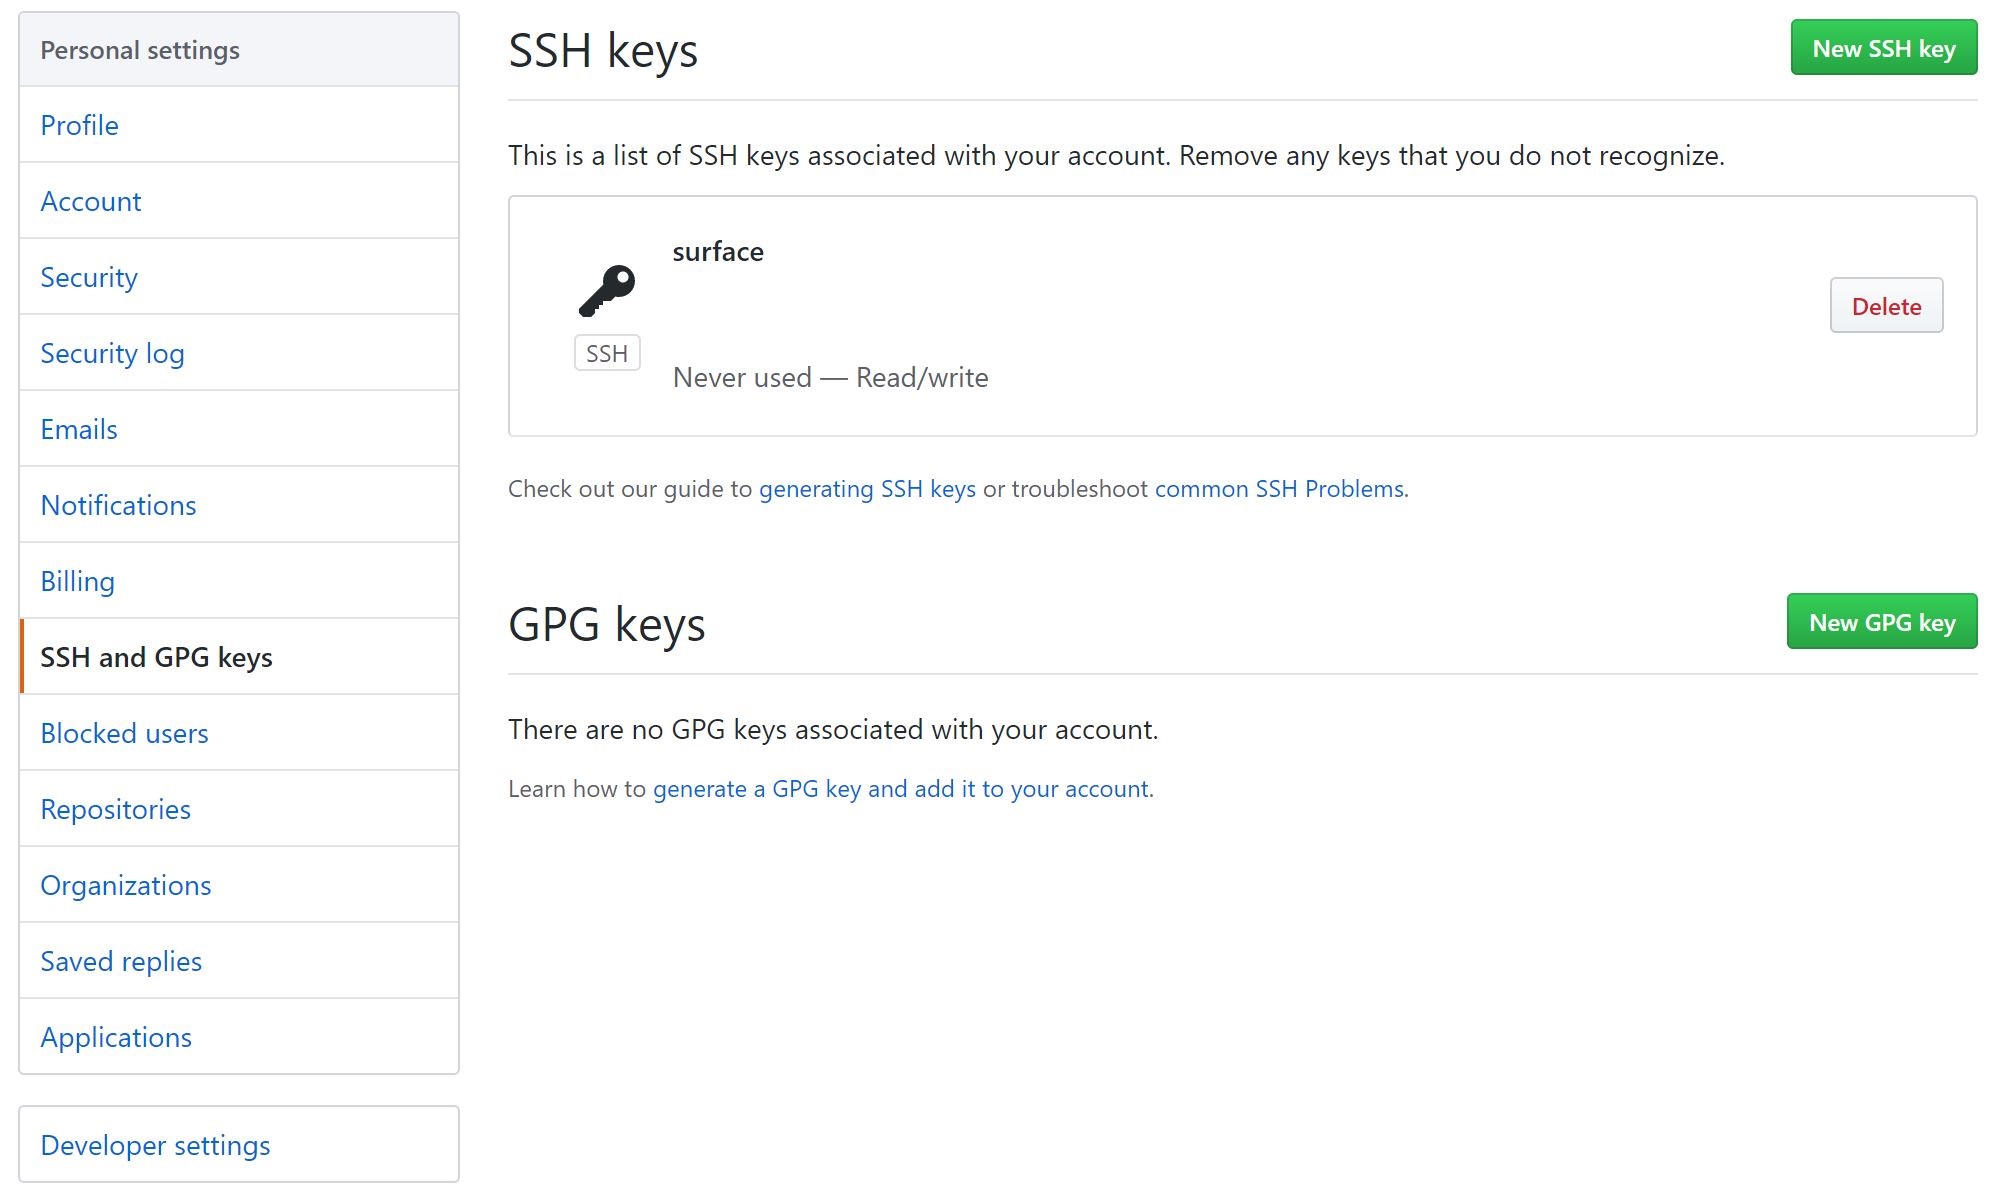 Personal settings
Profile
Account
Security
Security log
Emails
Notifications
Billing
SSH and GPG keys
Blocked users
Repositories
Organizations
Saved replies
Applications
Developer settings
SSH keys
New SSH key
This is a list of SSH keys associated with your account. Remove any keys that you do not recognize.
surface
SSH
Never used — Read/write
Delete
Check out our guide to generating SSH keys or troubleshoot common SSH Problems.
GPG keys
New GPG key
There are no GPG keys associated with your account.
Learn how to generate a GPG key and add it to your account.